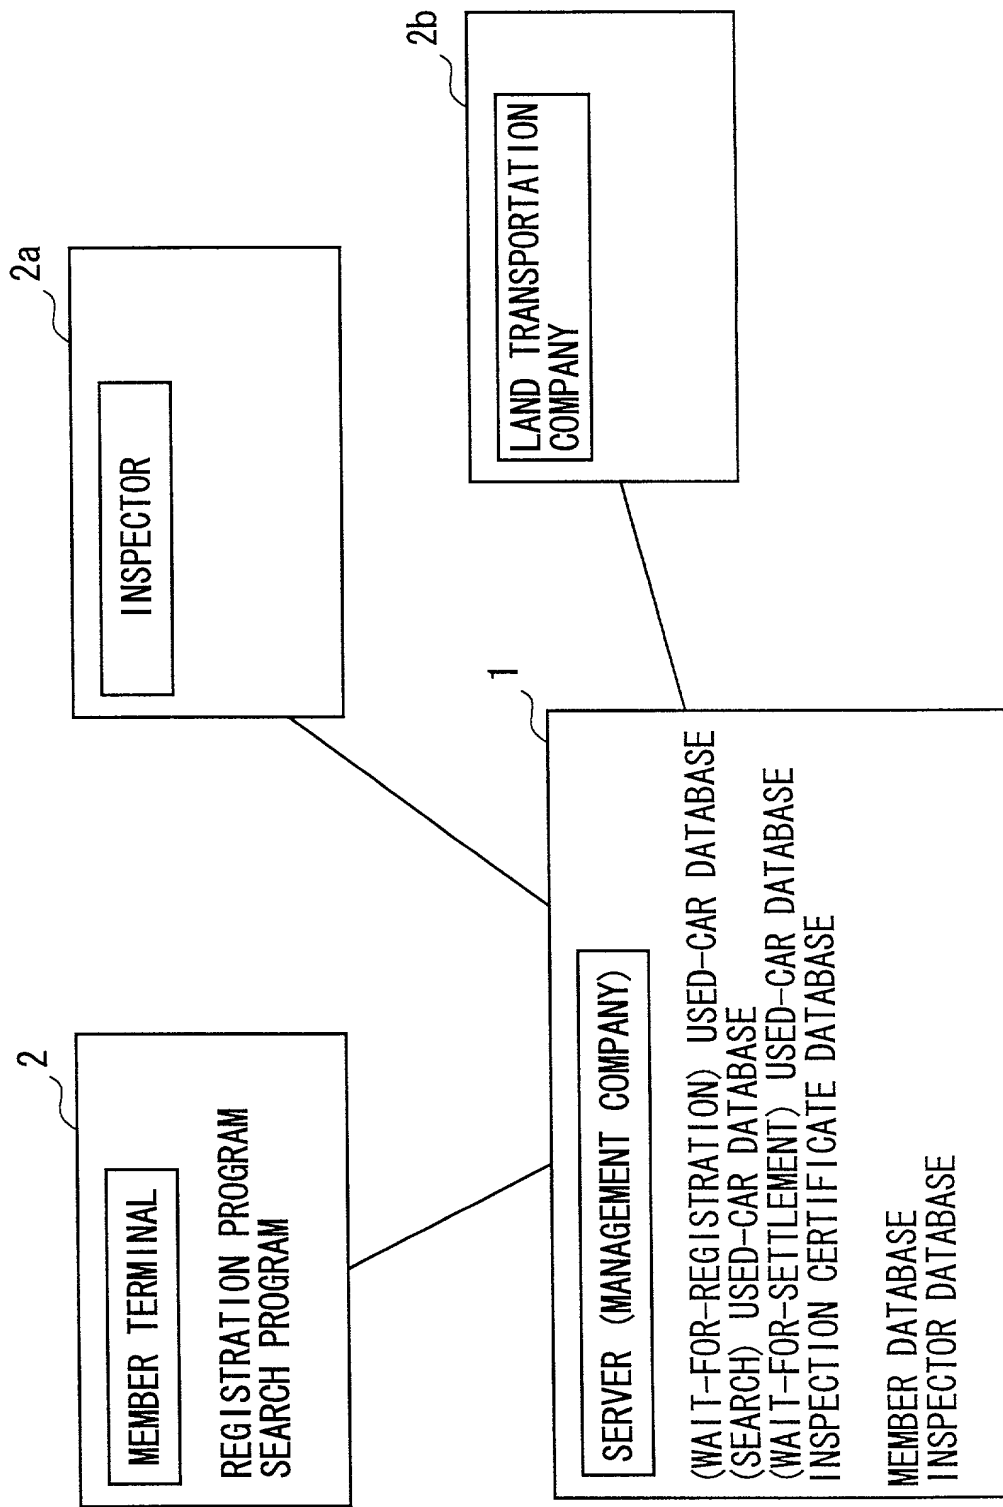 2
MEMBER TERMINAL
REGISTRATION PROGRAM
SEARCH PROGRAM
2a
INSPECTOR
2b
LAND TRANSPORTATION
COMPANY
1
SERVER (MANAGEMENT COMPANY)
(WAIT-FOR-REGISTRATION) USED-CAR DATABASE
(SEARCH) USED-CAR DATABASE
(WAIT-FOR-SETTLEMENT) USED-CAR DATABASE
INSPECTION CERTIFICATE DATABASE
MEMBER DATABASE
INSPECTOR DATABASE